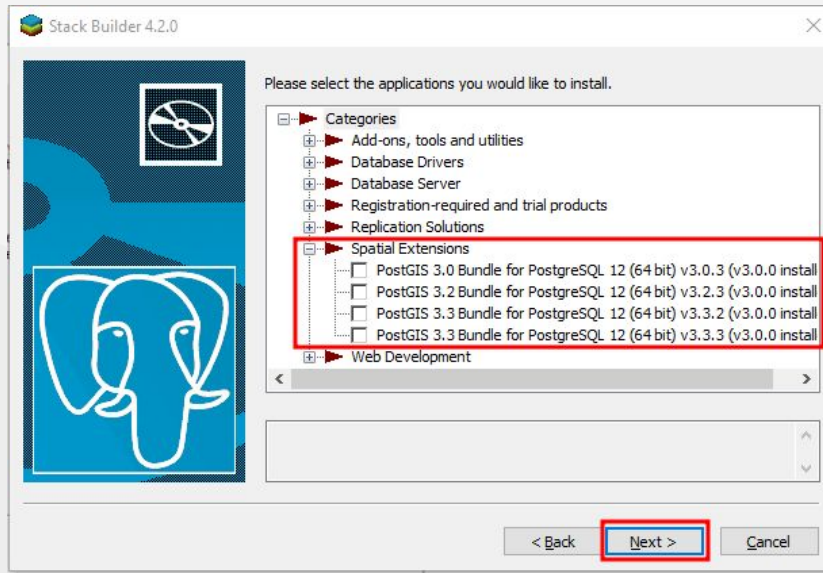 Stack Builder 4.2.0
Please select the applications you would like to install.
Categories
Add-ons, tools and utilities
Database Drivers
Database Server
Registration-required and trial products
Replication Solutions
Spatial Extensions
PostGIS 3.0 Bundle for PostgreSQL 12 (64 bit) v3.0.3 (v3.0.0 install
PostGIS 3.2 Bundle for PostgreSQL 12 (64 bit) v3.2.3 (v3.0.0 install
PostGIS 3.3 Bundle for PostgreSQL 12 (64 bit) v3.3.2 (v3.0.0 install
PostGIS 3.3 Bundle for PostgreSQL 12 (64 bit) v3.3.3 (v3.0.0 install
Web Development
< Back Next > Cancel